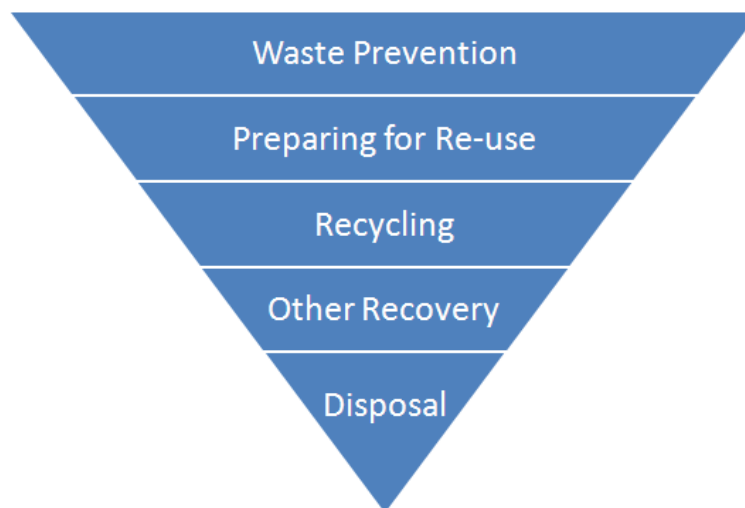 Waste Prevention
Preparing for Re-use
Recycling
Other Recovery
Disposal